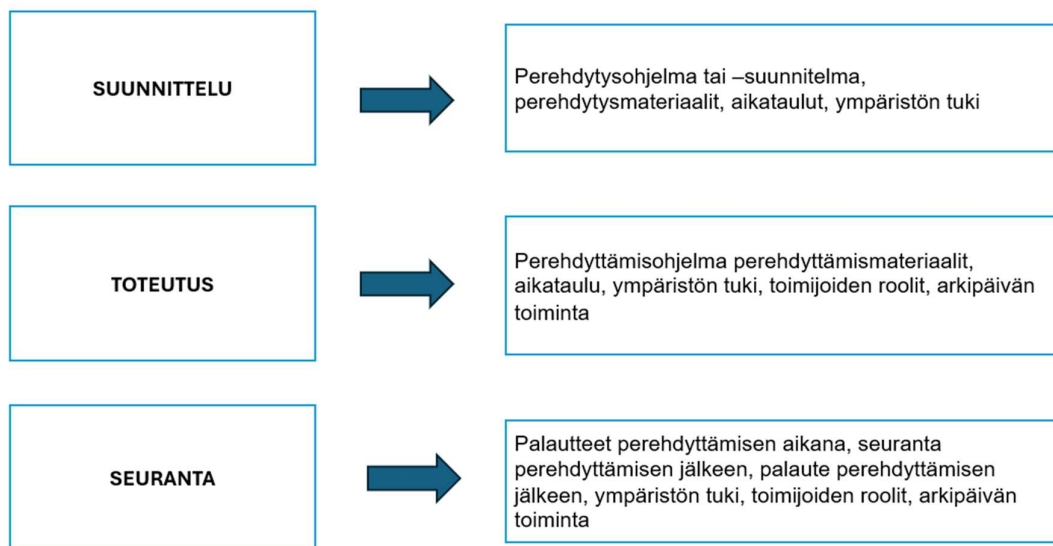 SUUNNITTELU
Perehdytysohjelma tai –suunnitelma,
perehdytysmateriaalit, aikataulut, ympäristön tuki
TOTEUTUS
Perehdyttämisohjelma perehdyttämismateriaalit,
aikataulu, ympäristön tuki, toimijoiden roolit, arkipäivän
toiminta
SEURANTA
Palautteet perehdyttämisen aikana, seuranta
perehdyttämisen jälkeen, palaute perehdyttämisen
jälkeen, ympäristön tuki, toimijoiden roolit, arkipäivän
toiminta